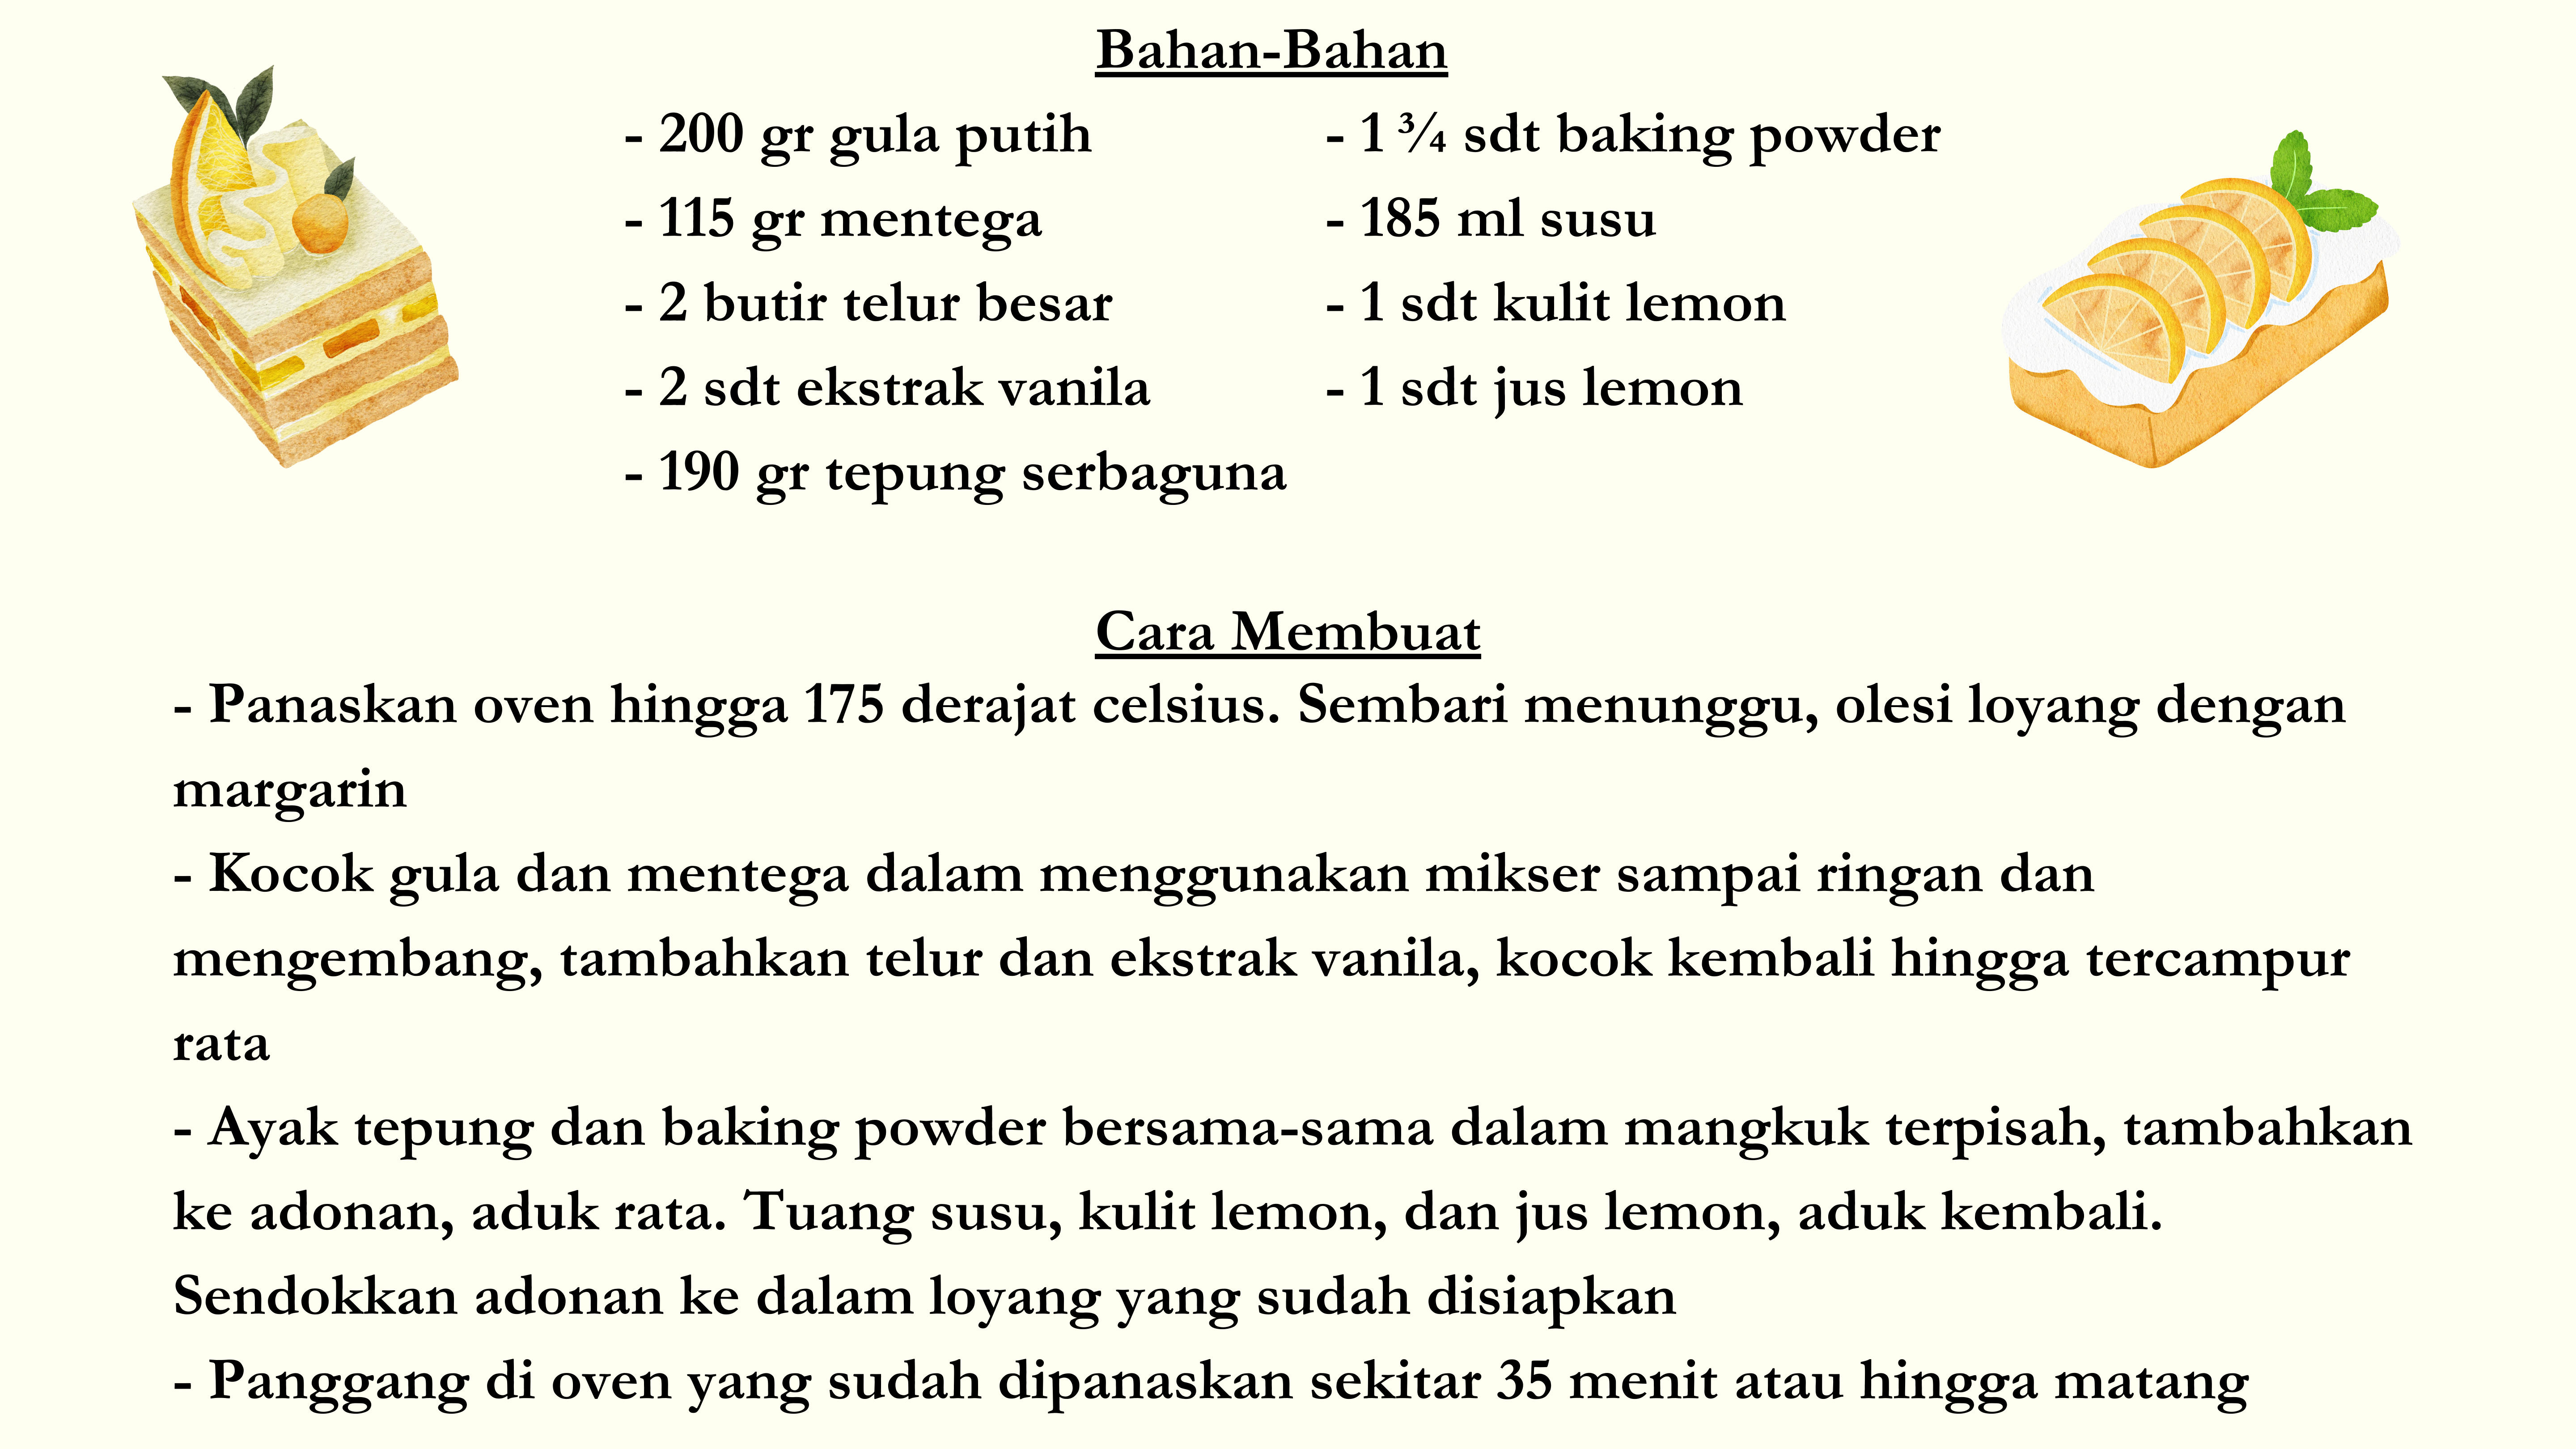 Bahan-Bahan
- 200 gr gula putih
- 115 gr mentega
- 2 butir telur besar
- 2 sdt ekstrak vanila
- 190 gr tepung serbaguna
- 1 ¾ sdt baking powder
- 185 ml susu
- 1 sdt kulit lemon
- 1 sdt jus lemon
Cara Membuat
- Panaskan oven hingga 175 derajat celsius. Sembari menunggu, olesi loyang dengan
margarin
- Kocok gula dan mentega dalam menggunakan mikser sampai ringan dan
mengembang, tambahkan telur dan ekstrak vanila, kocok kembali hingga tercampur
rata
- Ayak tepung dan baking powder bersama-sama dalam mangkuk terpisah, tambahkan
ke adonan, aduk rata. Tuang susu, kulit lemon, dan jus lemon, aduk kembali.
Sendokkan adonan ke dalam loyang yang sudah disiapkan
- Panggang di oven yang sudah dipanaskan sekitar 35 menit atau hingga matang